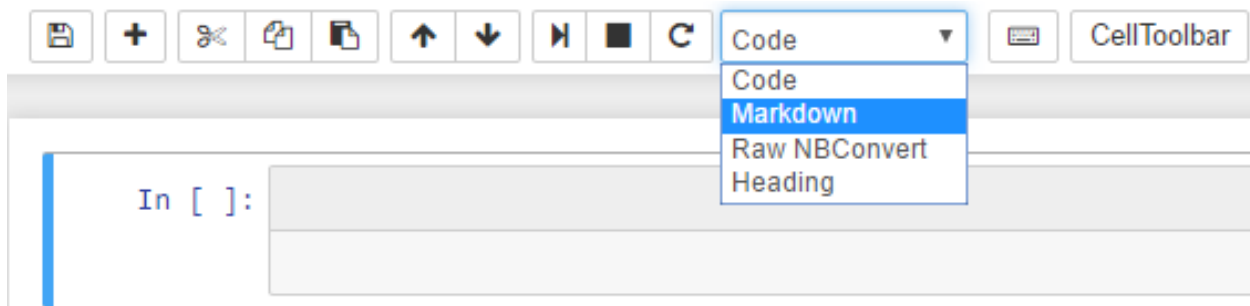 Code
CellToolbar
Code
Markdown
Raw NBConvert
Heading
In [ ]: